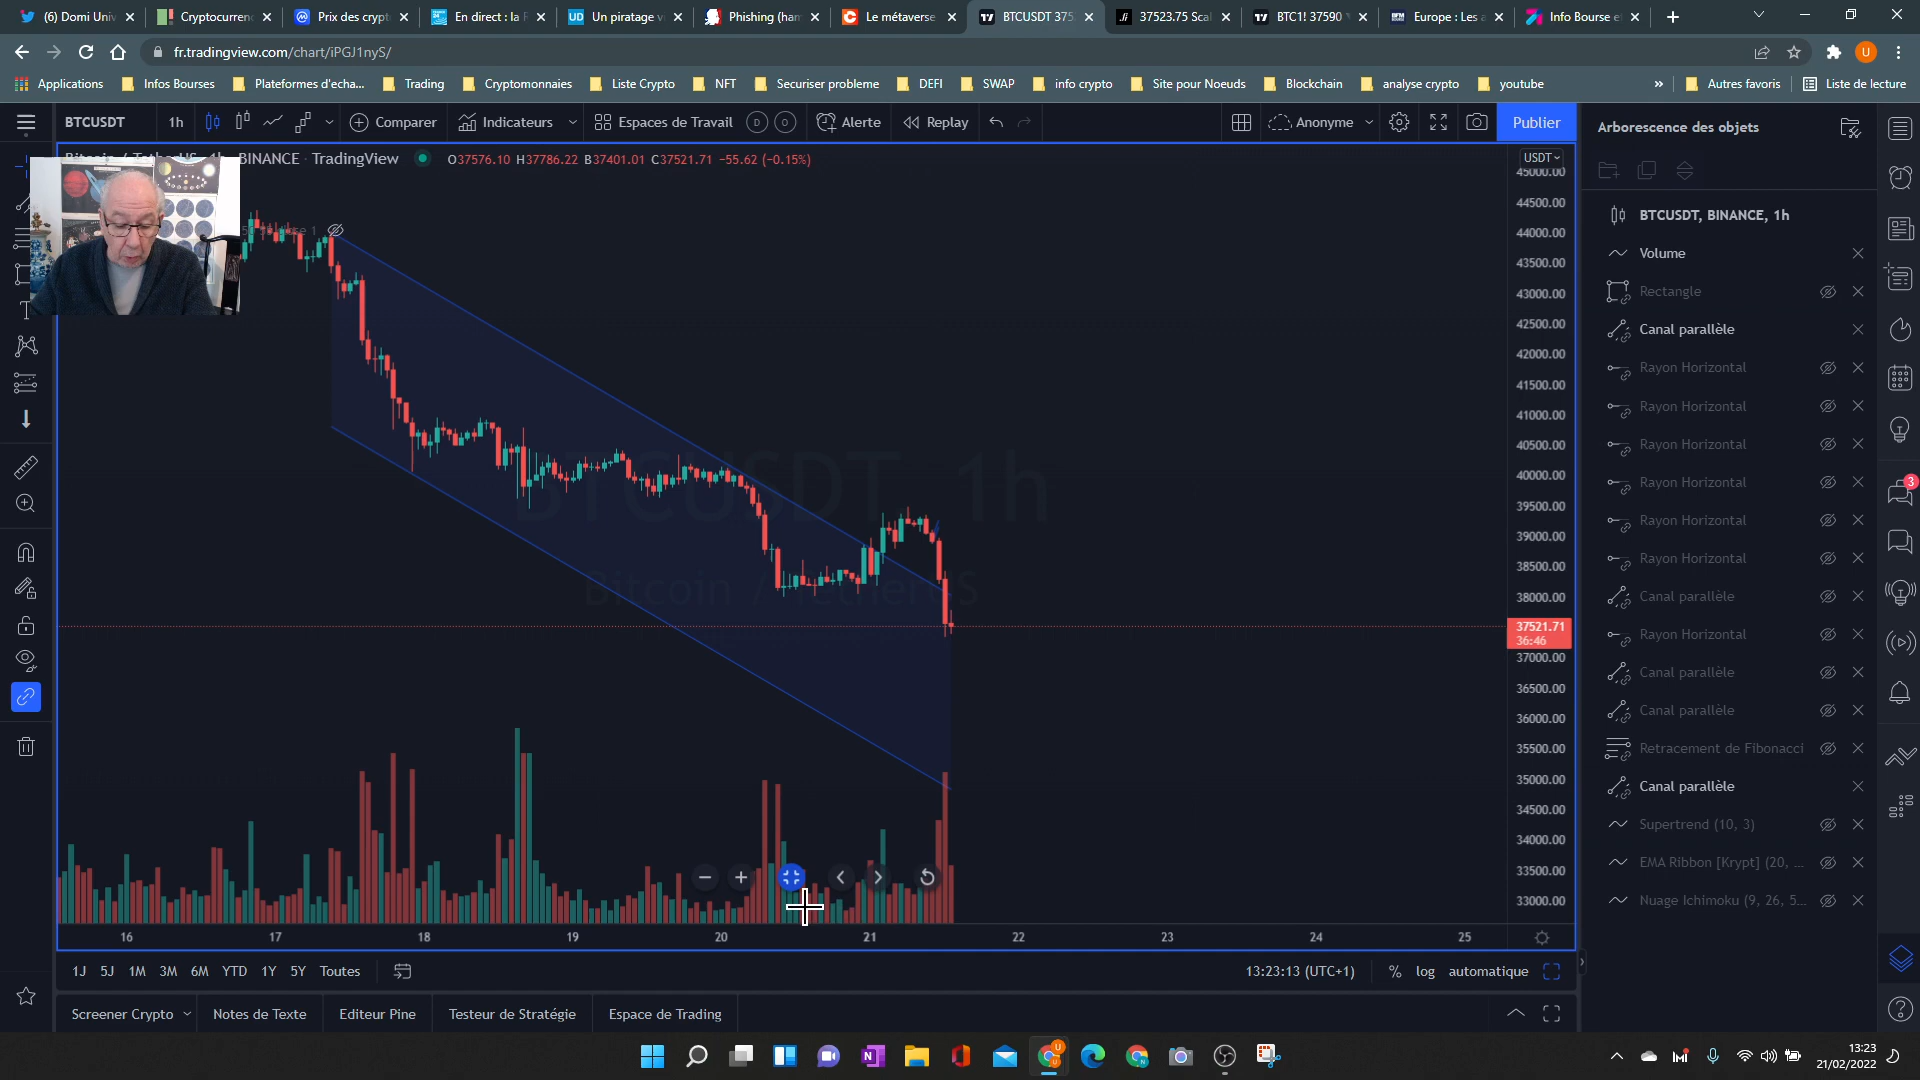 (6) Domi Univ
Cryptocurren
Prix des crypt
En direct : la R
Un piratage v
Phishing (ham
Le métaverse
BTCUSDT 375
37523.75 Scal
BTC1! 37590
Europe : Les a
Info Bourse e
fr.tradingview.com/chart/iPGJ1nyS/
Applications
Infos Bourses
Plateformes d'echa...
Trading
Cryptomonnaies
Liste Crypto
NFT
Securiser probleme
DEFI
SWAP
info crypto
Site pour Noeuds
Blockchain
analyse crypto
youtube
»
Autres favoris
Liste de lecture
BTCUSDT
1h
Comparer
Indicateurs
Espaces de Travail
D
O
Alerte
Replay
Anonyme
Publier
Arborescence des objets
Bitcoin / TetherUS · 1h · BINANCE · TradingView
O37576.10 H37786.22 B37401.01 C37521.71 −55.62 (−0.15%)
USDT
45000.00
44500.00
44000.00
43500.00
43000.00
42500.00
42000.00
41500.00
41000.00
40500.00
40000.00
39500.00
39000.00
38500.00
38000.00
37521.71
36:46
37000.00
36500.00
36000.00
35500.00
35000.00
34500.00
34000.00
33500.00
33000.00
BTCUSDT, 1h
Bitcoin / TetherUS
BTCUSDT, BINANCE, 1h
Volume
Rectangle
Canal parallèle
Rayon Horizontal
Rayon Horizontal
Rayon Horizontal
Rayon Horizontal
Rayon Horizontal
Rayon Horizontal
Canal parallèle
Rayon Horizontal
Canal parallèle
Canal parallèle
Retracement de Fibonacci
Canal parallèle
Supertrend (10, 3)
EMA Ribbon [Krypt] (20, ...
Nuage Ichimoku (9, 26, 5...
3
16 17 18 19 20 21 22 23 24 25
1J 5J 1M 3M 6M YTD 1Y 5Y Toutes
13:23:13 (UTC+1)
% log automatique
Screener Crypto
Notes de Texte
Editeur Pine
Testeur de Stratégie
Espace de Trading
13:23
21/02/2022